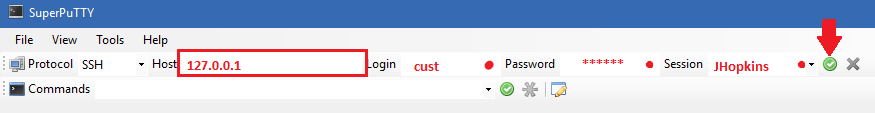 SuperPuTTY
File View Tools Help
Protocol SSH Host 127.0.0.1 Login cust Password ****** Session JHopkins
Commands